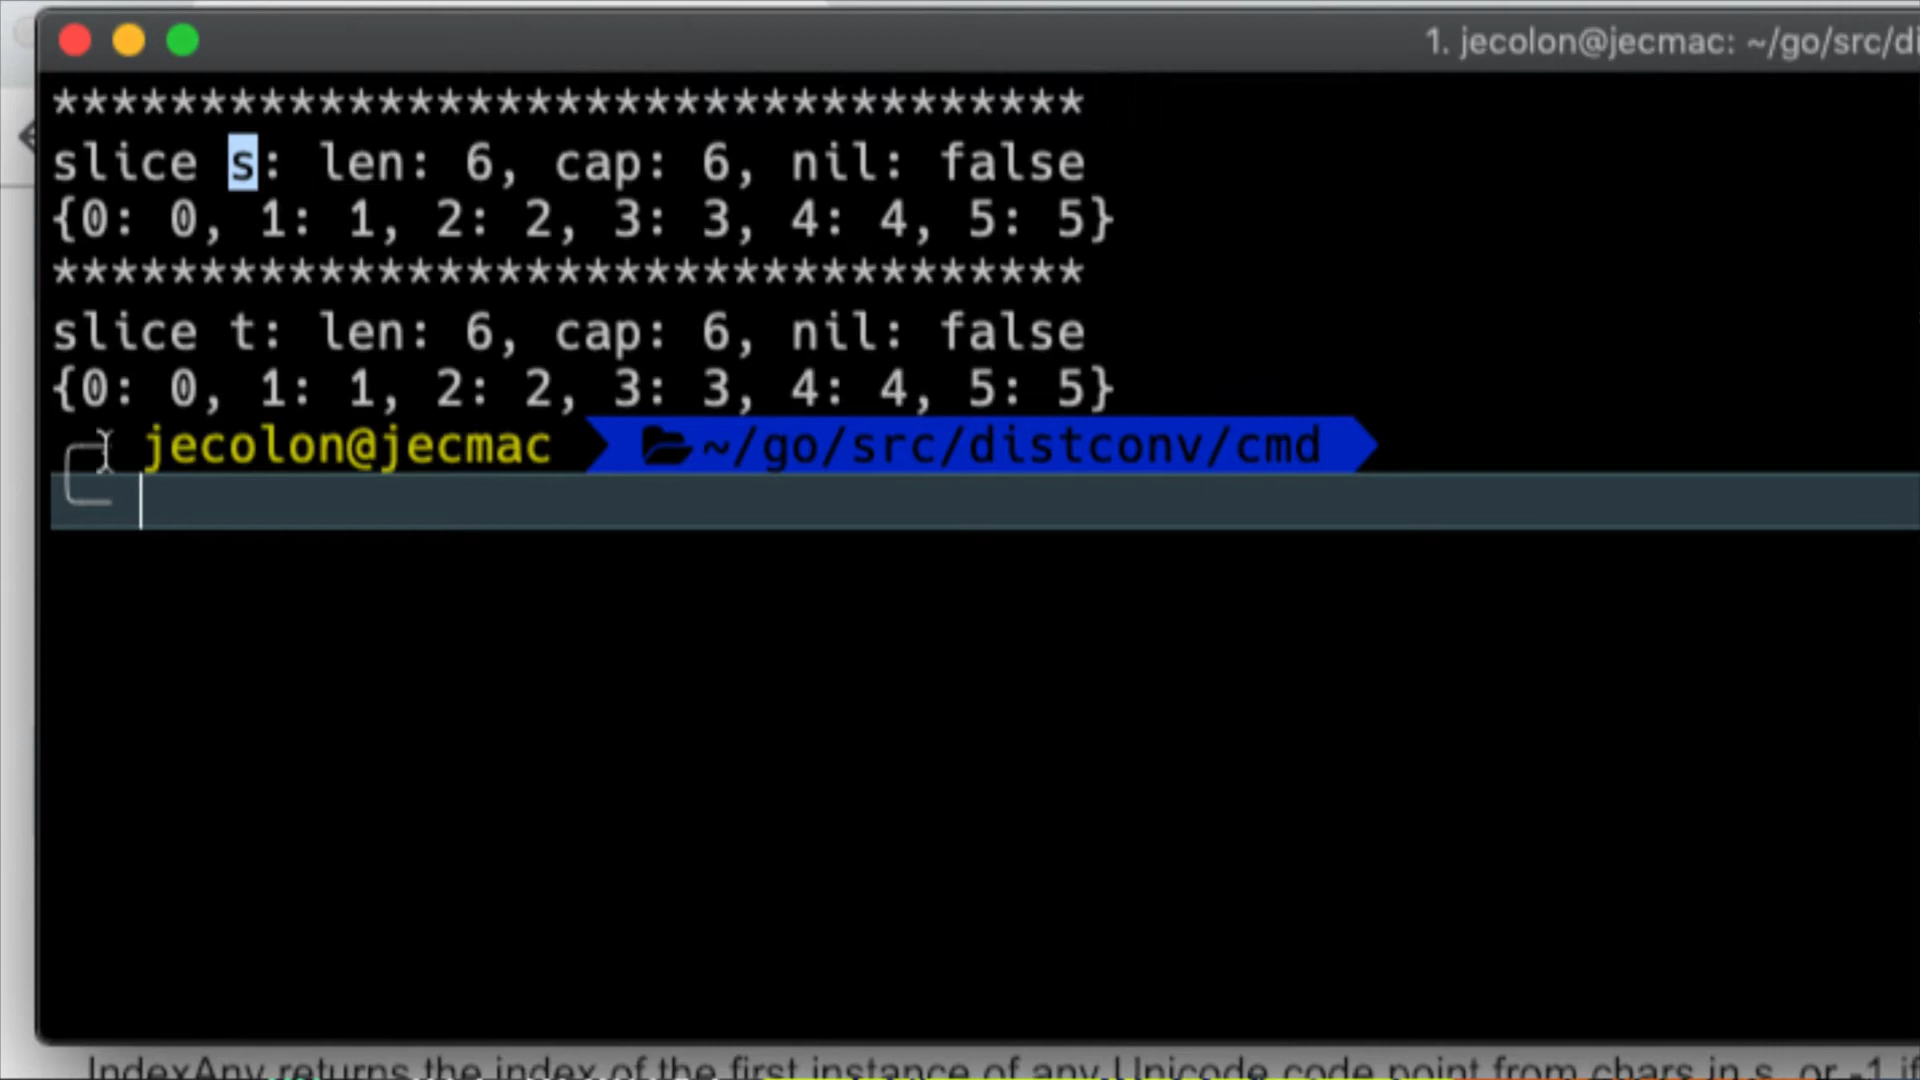 1. jecolon@jecmac: ~/go/src/di
***********************************
slice s: len: 6, cap: 6, nil: false
{0: 0, 1: 1, 2: 2, 3: 3, 4: 4, 5: 5}
***********************************
slice t: len: 6, cap: 6, nil: false
{0: 0, 1: 1, 2: 2, 3: 3, 4: 4, 5: 5}
jecolon@jecmac ~/go/src/distconv/cmd
IndexAny returns the index of the first instance of any Unicode code point from chars in s, or -1 if